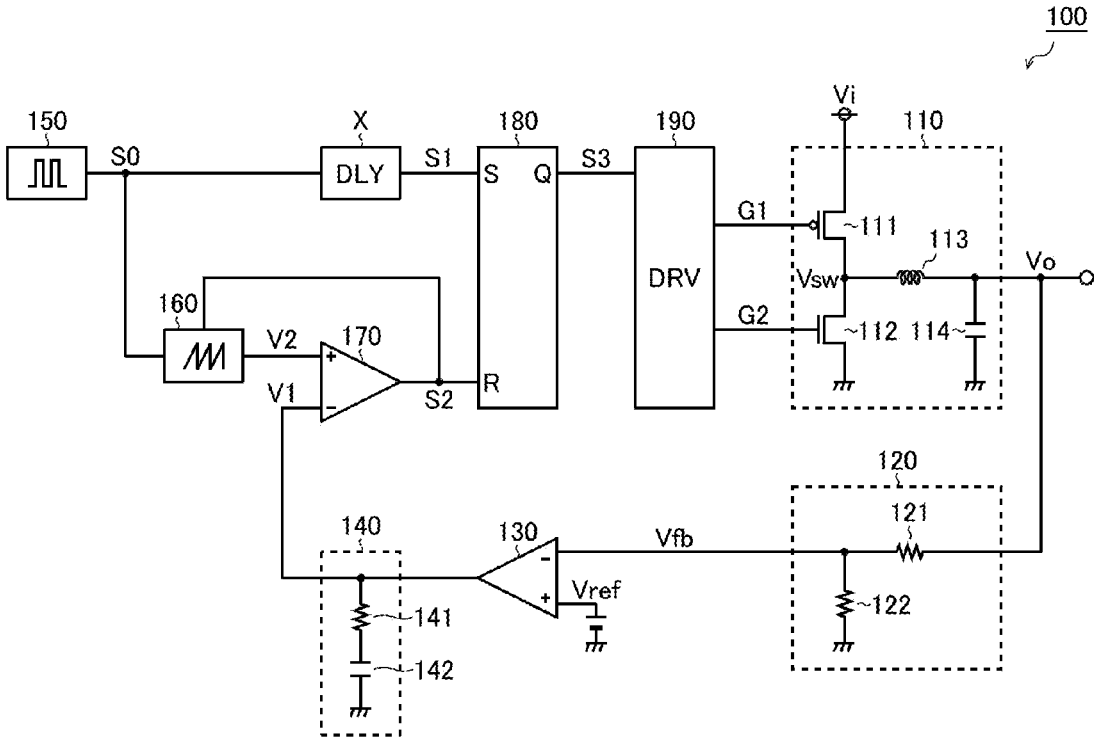 100
150
X
180
190
Vi
110
S0
DLY
S1
S
Q
S3
G1
111
113
Vo
DRV
Vsw
160
V2
170
G2
112
114
V1
S2
R
120
121
140
130
Vfb
Vref
122
141
142
-
+
+
-